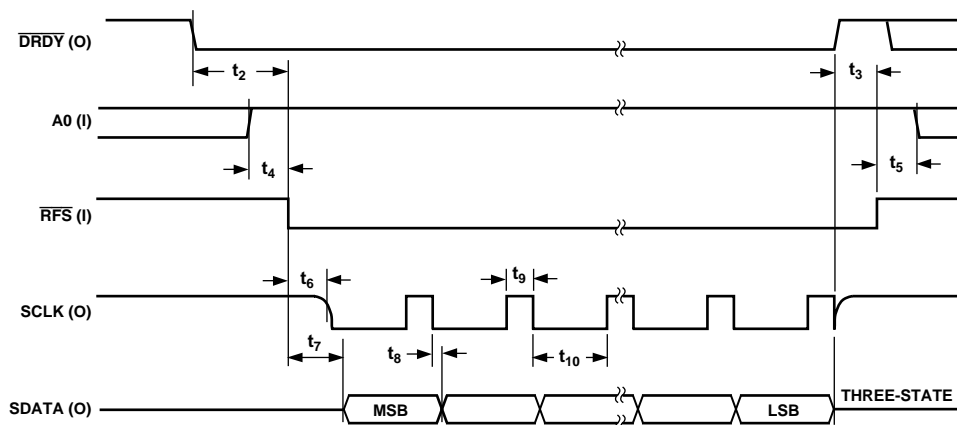 DRDY (O)
t2
t3
A0 (I)
t4
t5
RFS (I)
t6
t9
SCLK (O)
t7
t8
t10
SDATA (O)
MSB
LSB
THREE-STATE